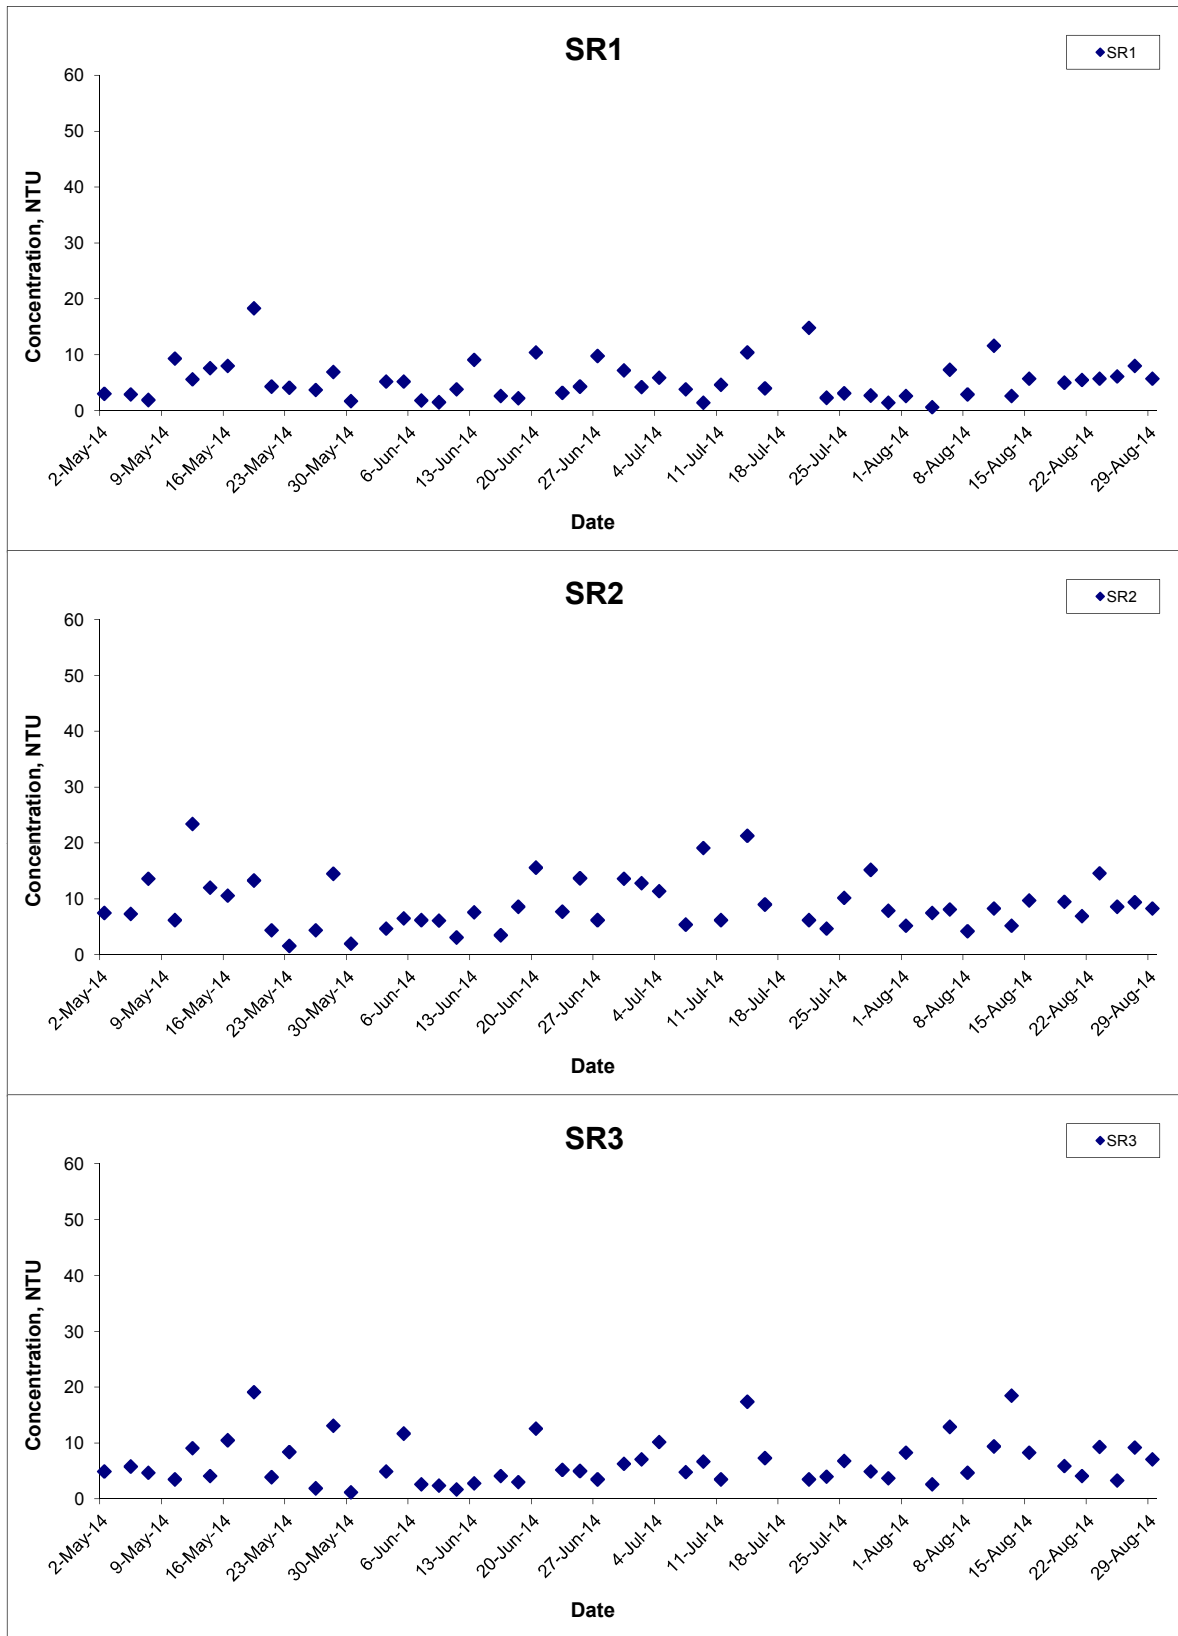 SR1
SR1
60
50
40
30
20
10
0
Concentration, NTU
2-May-14
9-May-14
16-May-14
23-May-14
30-May-14
6-Jun-14
13-Jun-14
20-Jun-14
27-Jun-14
4-Jul-14
11-Jul-14
18-Jul-14
25-Jul-14
1-Aug-14
8-Aug-14
15-Aug-14
22-Aug-14
29-Aug-14
Date
SR2
SR2
60
50
40
30
20
10
0
Concentration, NTU
2-May-14
9-May-14
16-May-14
23-May-14
30-May-14
6-Jun-14
13-Jun-14
20-Jun-14
27-Jun-14
4-Jul-14
11-Jul-14
18-Jul-14
25-Jul-14
1-Aug-14
8-Aug-14
15-Aug-14
22-Aug-14
29-Aug-14
Date
SR3
SR3
60
50
40
30
20
10
0
Concentration, NTU
2-May-14
9-May-14
16-May-14
23-May-14
30-May-14
6-Jun-14
13-Jun-14
20-Jun-14
27-Jun-14
4-Jul-14
11-Jul-14
18-Jul-14
25-Jul-14
1-Aug-14
8-Aug-14
15-Aug-14
22-Aug-14
29-Aug-14
Date